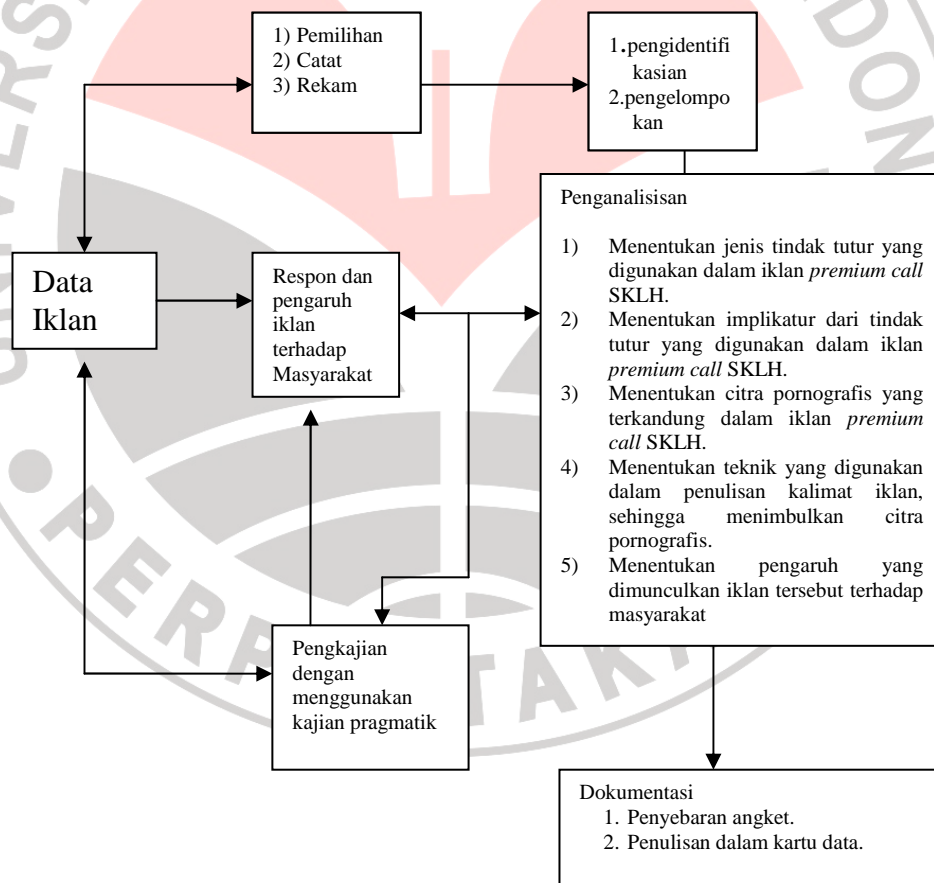 1) Pemilihan
2) Catat
3) Rekam
1.pengidentifi
kasian
2.pengelompo
kan
Penganalisisan
1) Menentukan jenis tindak tutur yang
digunakan dalam iklan premium call
SKLH.
2) Menentukan implikatur dari tindak
tutur yang digunakan dalam iklan
premium call SKLH.
3) Menentukan citra pornografis yang
terkandung dalam iklan premium
call SKLH.
4) Menentukan teknik yang digunakan
dalam penulisan kalimat iklan,
sehingga menimbulkan citra
pornografis.
5) Menentukan pengaruh yang
dimunculkan iklan tersebut terhadap
masyarakat
Data
Iklan
Respon dan
pengaruh
iklan
terhadap
Masyarakat
Pengkajian
dengan
menggunakan
kajian pragmatik
Dokumentasi
1. Penyebaran angket.
2. Penulisan dalam kartu data.